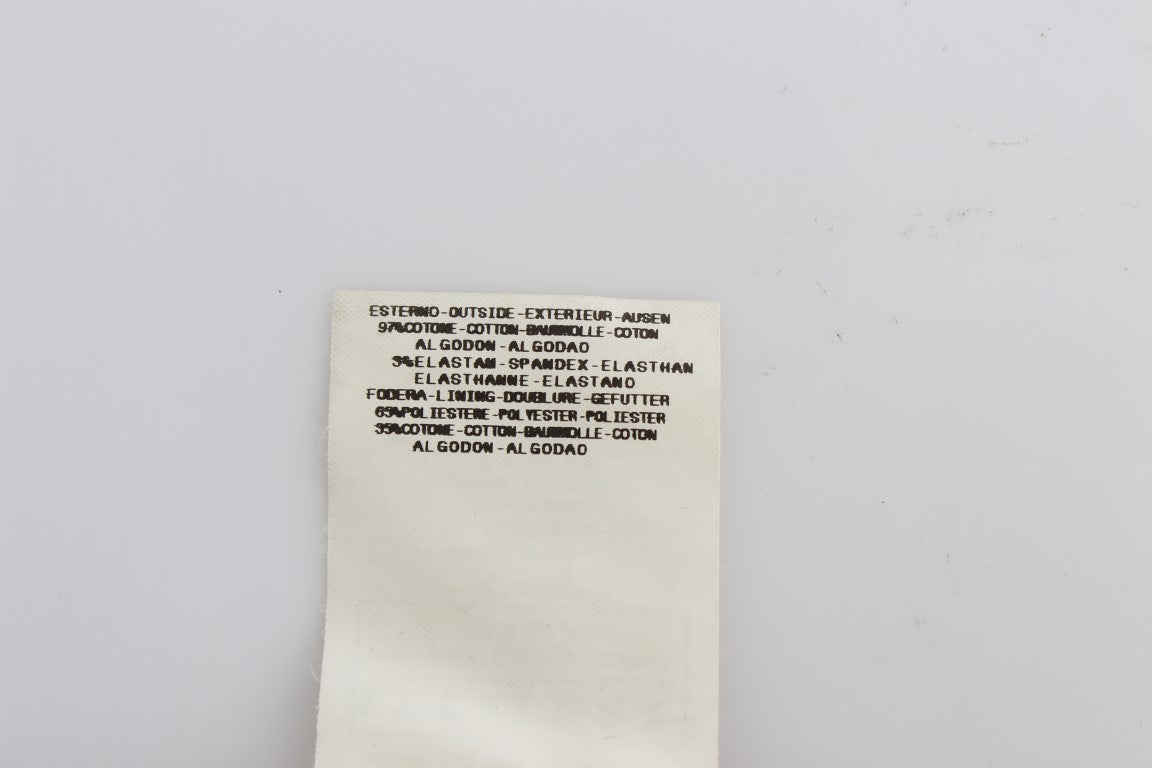 ESTERNO-OUTSIDE-EXTERIEUR-AUSEN
97%COTONE-COTTON-BAUMWOLLE-COTON
ALGODON-ALGODAO
3%ELASTAN-SPANDEX-ELASTHAN
ELASTHANNE-ELASTANO
FODERA-LINING-DOUBLURE-GEFUTTER
65%POLIESTERE-POLYESTER-POLIESTER
35%COTONE-COTTON-BAUMWOLLE-COTON
ALGODON-ALGODAO